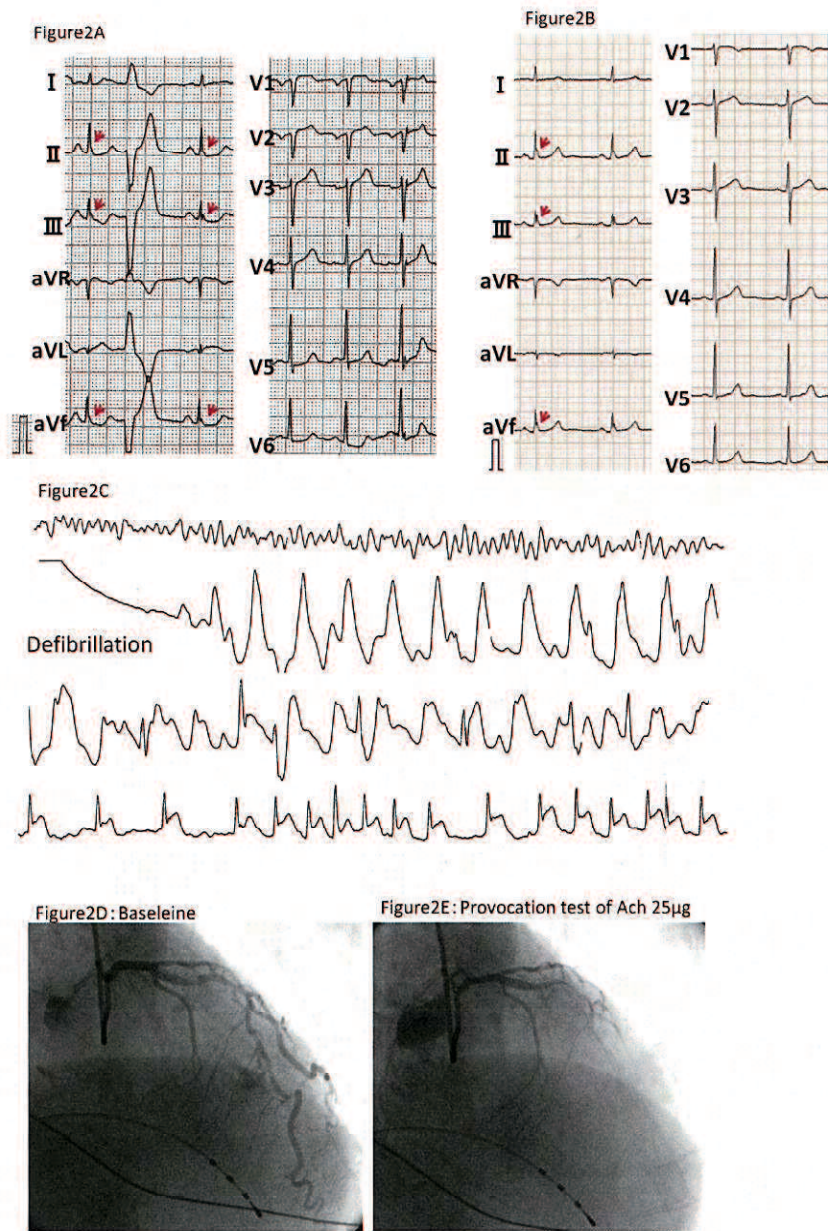 Figure2A
I
II
III
aVR
aVL
aVf
V1
V2
V3
V4
V5
V6
Figure2B
I
II
III
aVR
aVL
aVf
V1
V2
V3
V4
V5
V6
Figure2C
Defibrillation
Figure2D: Baseleine
Figure2E: Provocation test of Ach 25µg